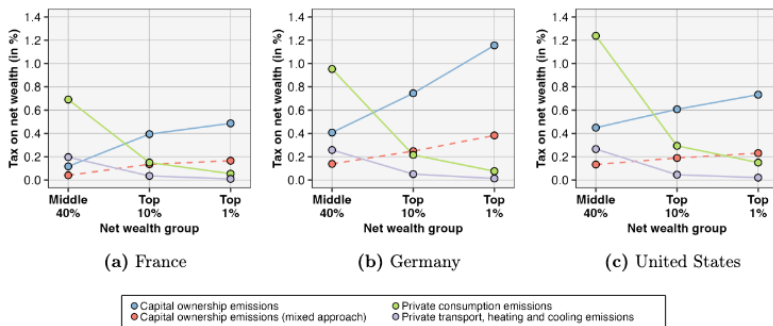 Tax on net wealth (in %)
1.4
1.2
1.0
0.8
0.6
0.4
0.2
0.0
Middle 40%
Top 10%
Top 1%
Net wealth group
(a) France
Tax on net wealth (in %)
1.4
1.2
1.0
0.8
0.6
0.4
0.2
0.0
Middle 40%
Top 10%
Top 1%
Net wealth group
(b) Germany
Tax on net wealth (in %)
1.4
1.2
1.0
0.8
0.6
0.4
0.2
0.0
Middle 40%
Top 10%
Top 1%
Net wealth group
(c) United States
Capital ownership emissions
Capital ownership emissions (mixed approach)
Private consumption emissions
Private transport, heating and cooling emissions